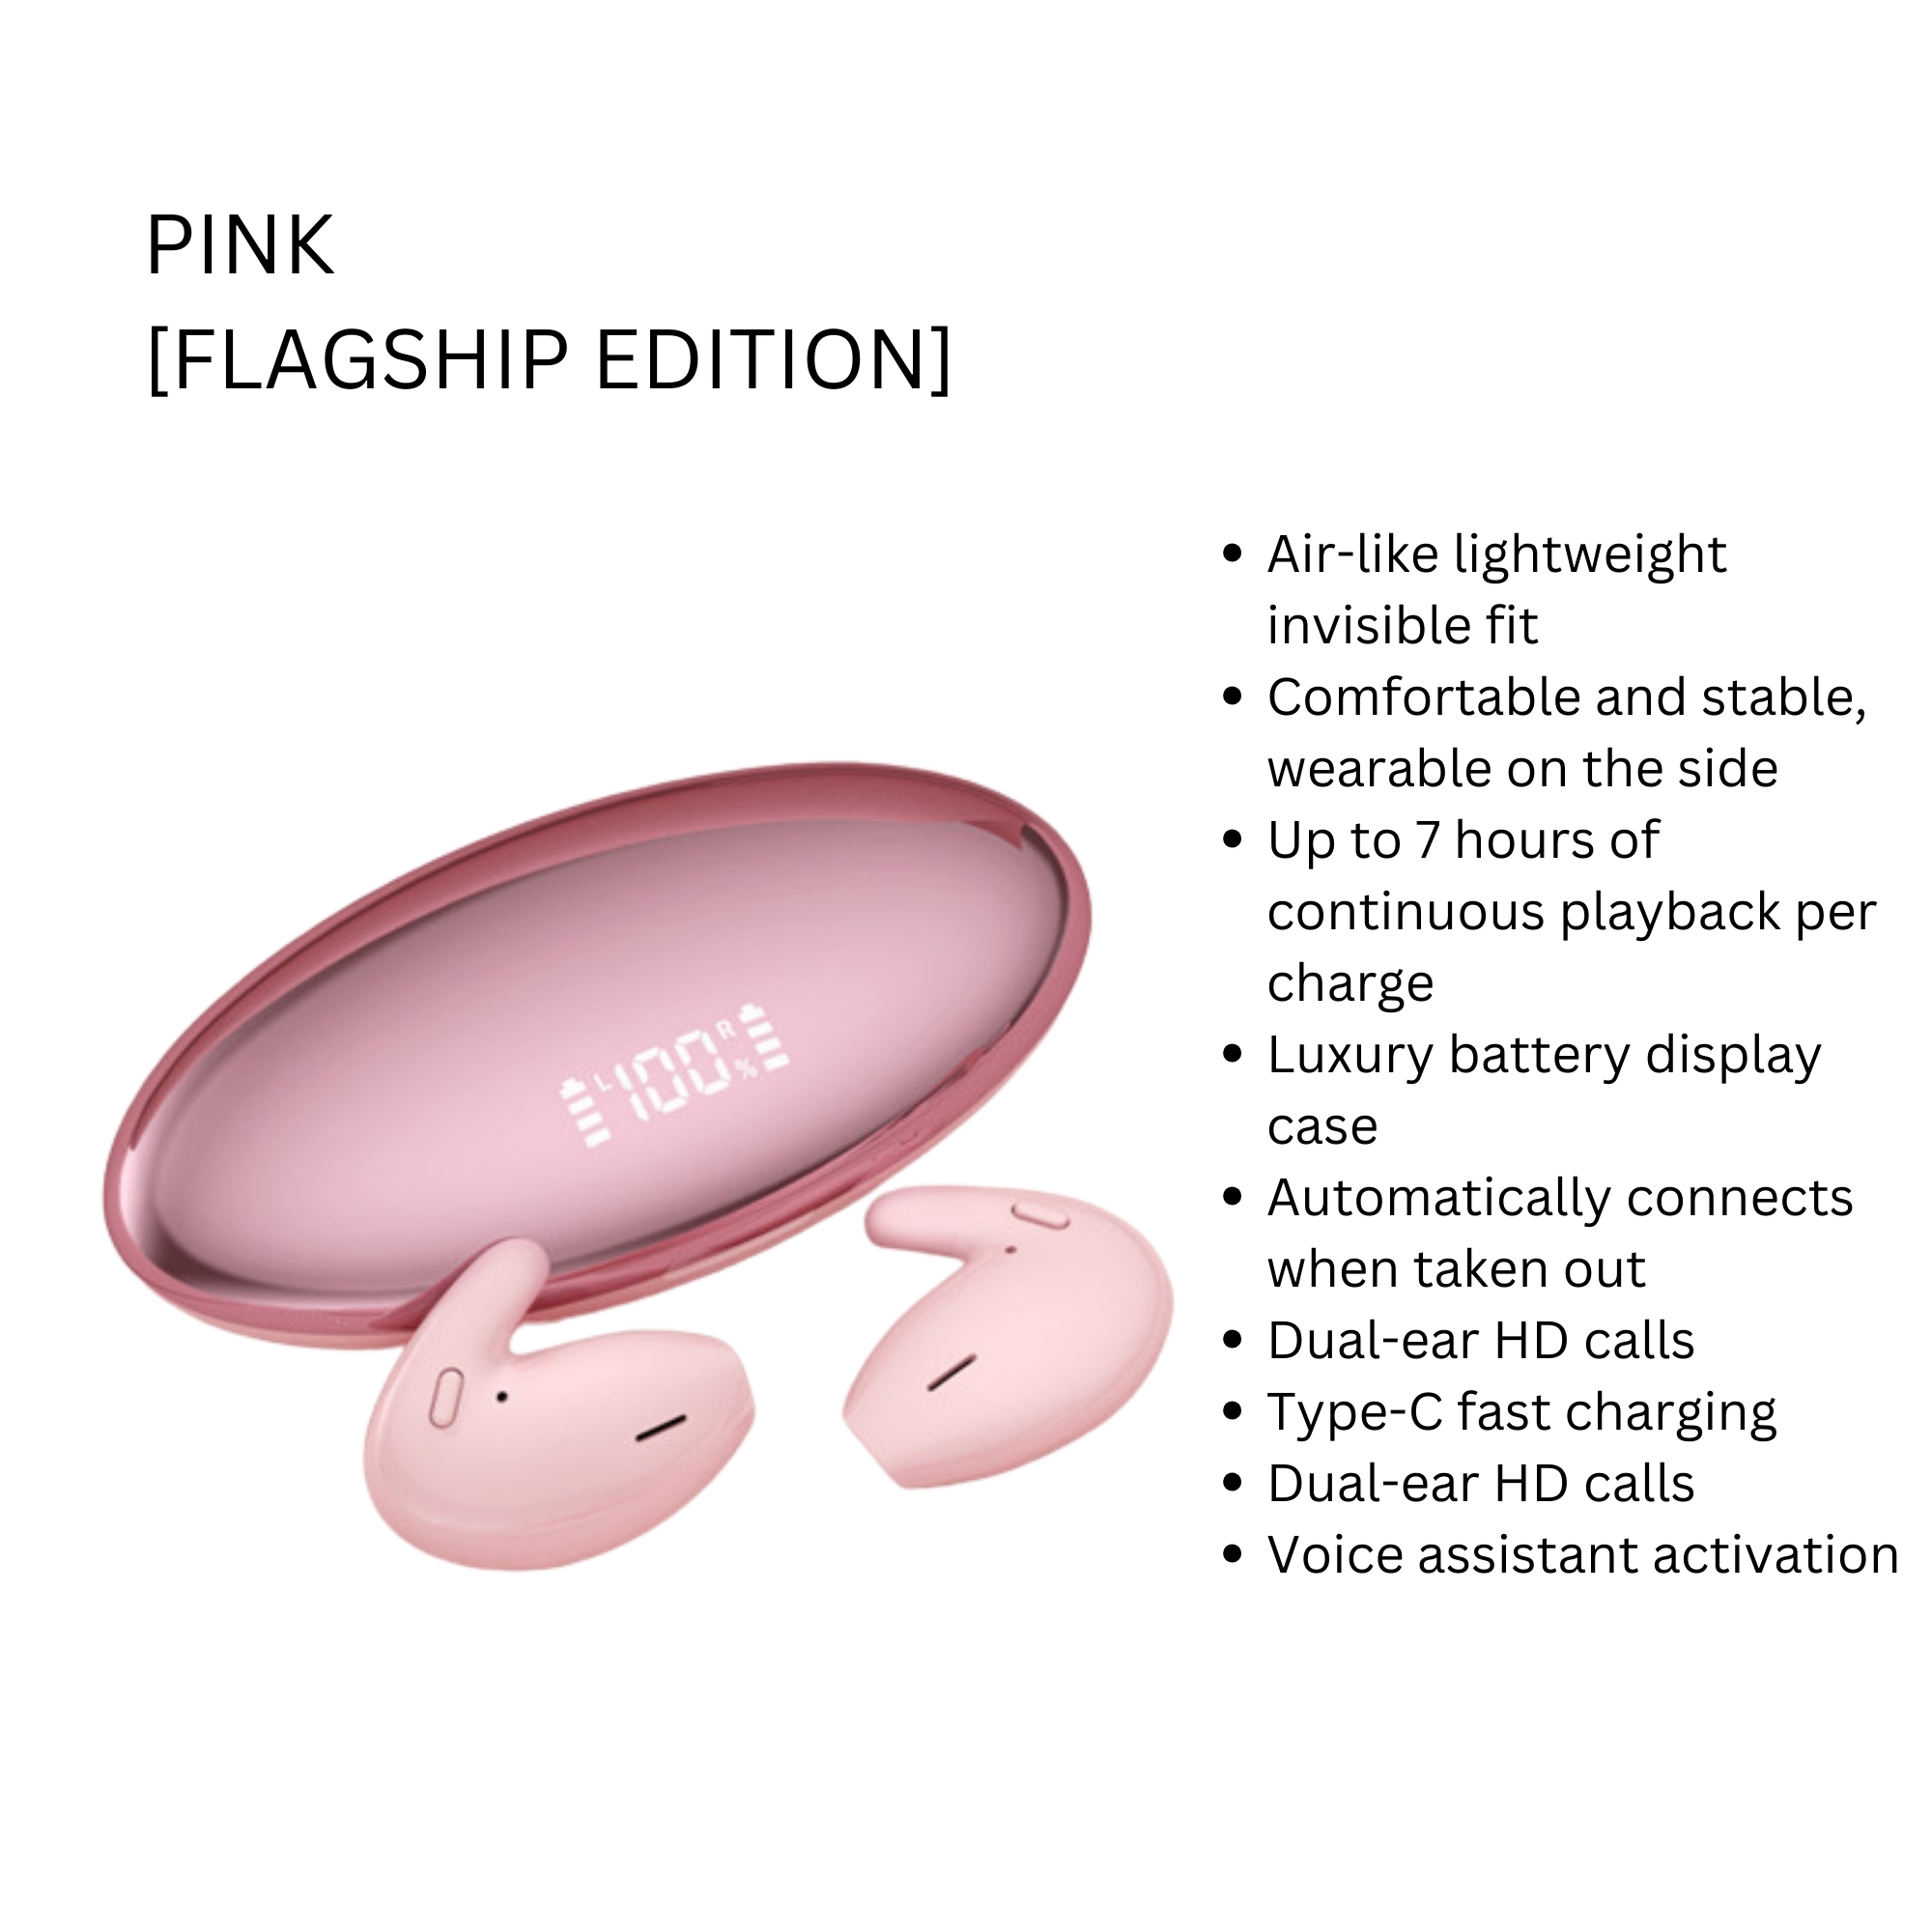 PINK
[FLAGSHIP EDITION]
• Air-like lightweight
invisible fit
• Comfortable and stable,
wearable on the side
• Up to 7 hours of
continuous playback per
charge
• Luxury battery display
case
• Automatically connects
when taken out
• Dual-ear HD calls
• Type-C fast charging
• Dual-ear HD calls
• Voice assistant activation
L 100 R %